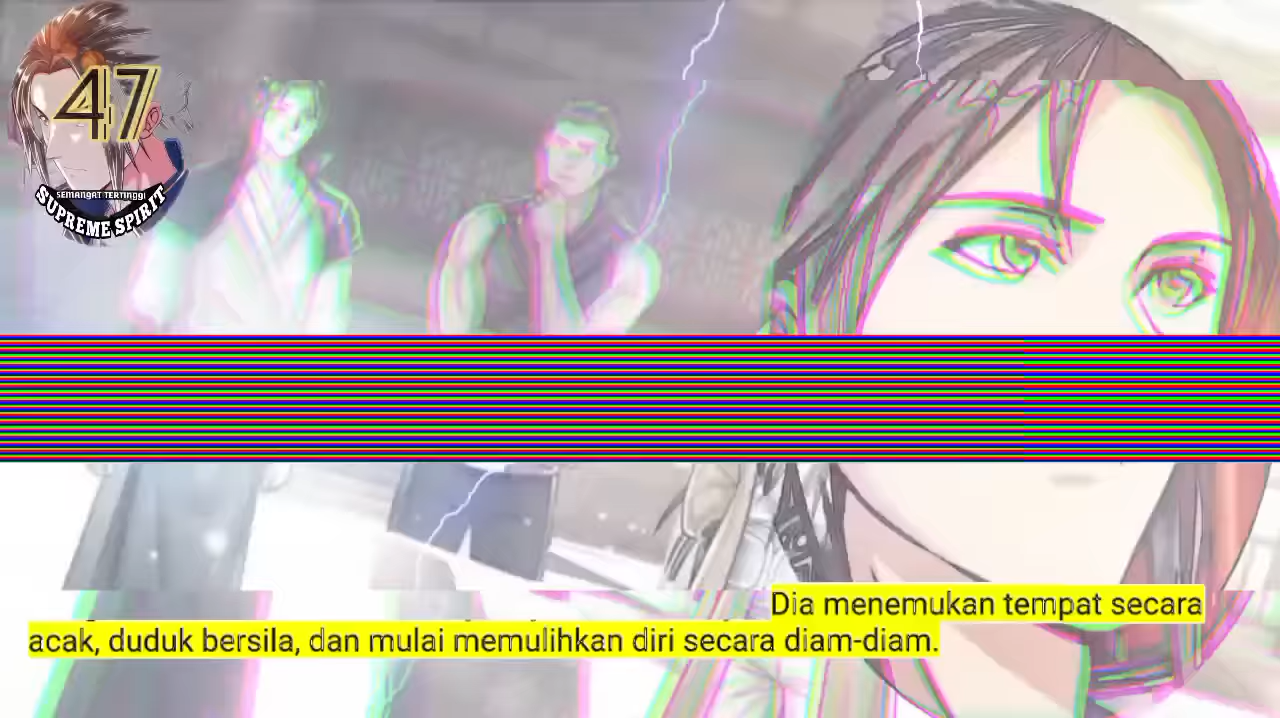 47
SEMANGAT TERTINGGI
SUPREME SPIRIT
Dia menemukan tempat secara
acak, duduk bersila, dan mulai memulihkan diri secara diam-diam.